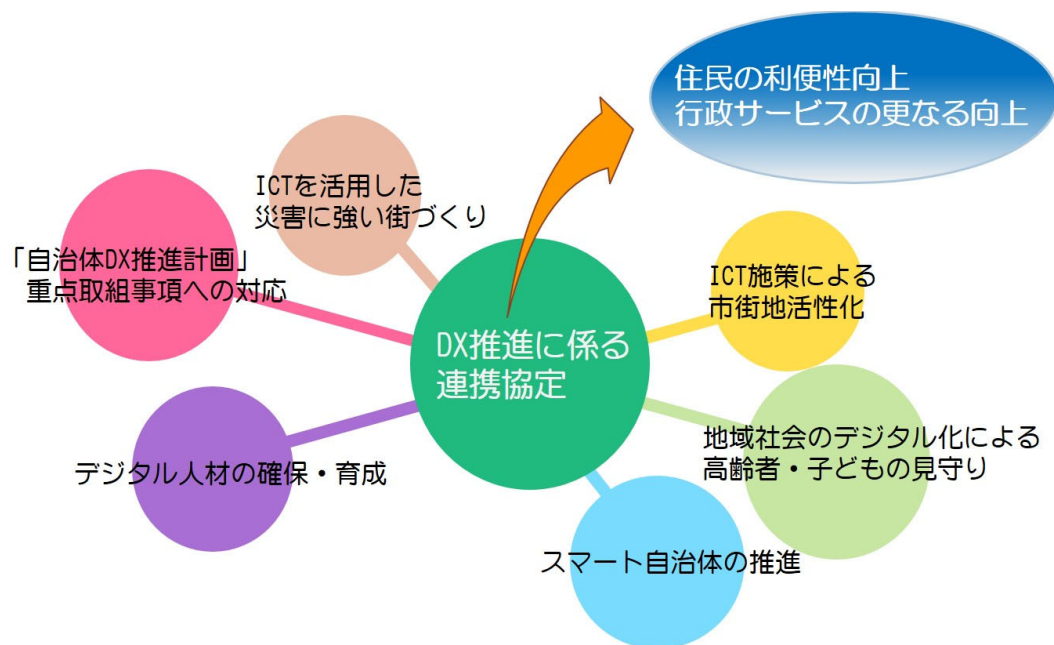 住民の利便性向上
行政サービスの更なる向上
ICTを活用した
災害に強い街づくり
「自治体DX推進計画」
重点取組事項への対応
ICT施策による
市街地活性化
DX推進に係る
連携協定
デジタル人材の確保・育成
地域社会のデジタル化による
高齢者・子どもの見守り
スマート自治体の推進